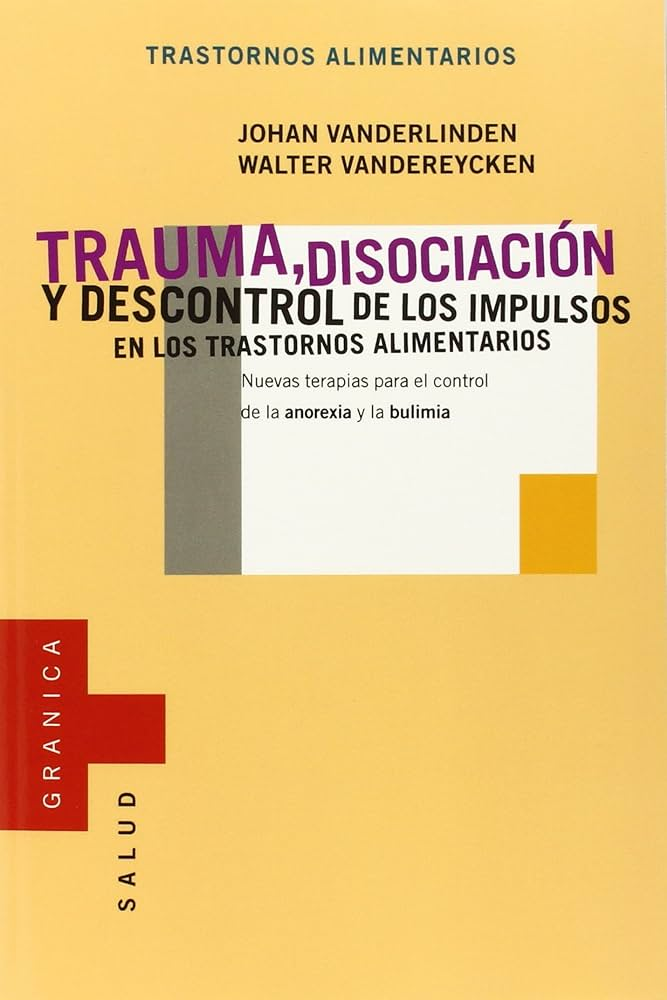 TRASTORNOS ALIMENTARIOS
JOHAN VANDERLINDEN
WALTER VANDEREYCKEN
TRAUMA, DISOCIACIÓN
Y DESCONTROL DE LOS IMPULSOS
EN LOS TRASTORNOS ALIMENTARIOS
Nuevas terapias para el control
de la anorexia y la bulimia
GRANICA
SALUD